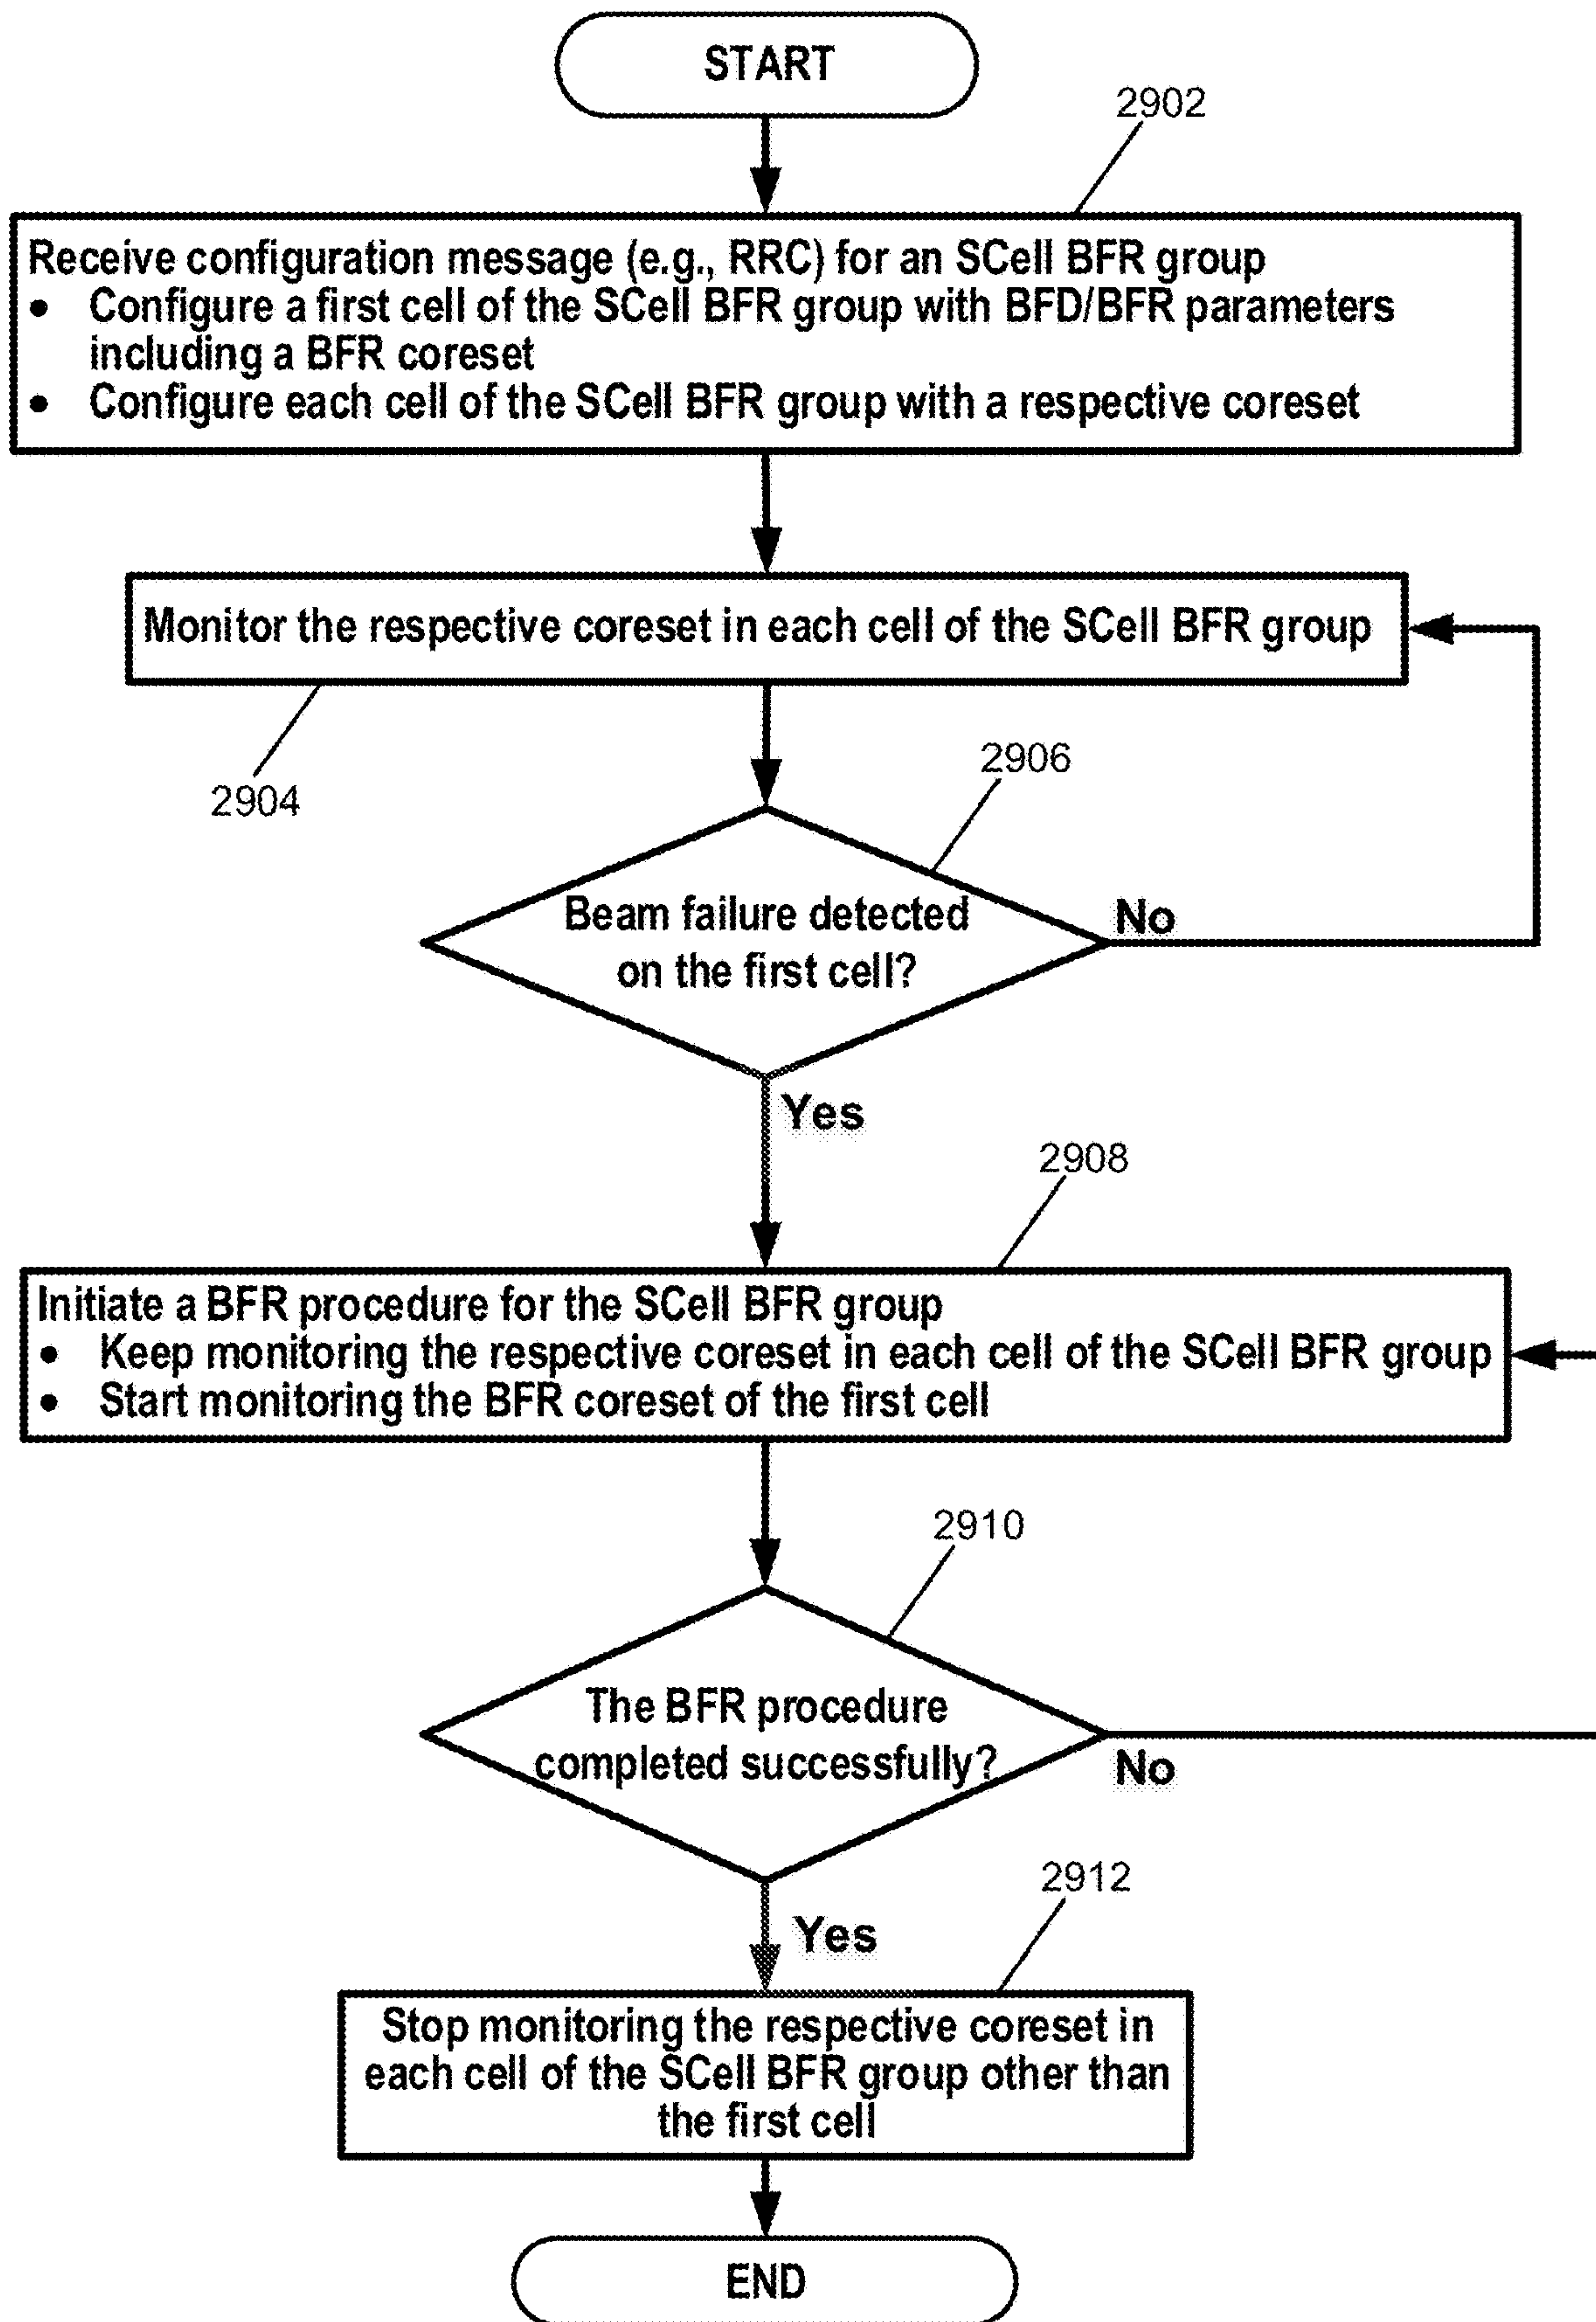 START
2902
Receive configuration message (e.g., RRC) for an SCell BFR group
• Configure a first cell of the SCell BFR group with BFD/BFR parameters
including a BFR coreset
• Configure each cell of the SCell BFR group with a respective coreset
Monitor the respective coreset in each cell of the SCell BFR group
2904
2906
Beam failure detected
on the first cell?
No
Yes
2908
Initiate a BFR procedure for the SCell BFR group
• Keep monitoring the respective coreset in each cell of the SCell BFR group
• Start monitoring the BFR coreset of the first cell
2910
The BFR procedure
completed successfully?
No
Yes
2912
Stop monitoring the respective coreset in
each cell of the SCell BFR group other than
the first cell
END